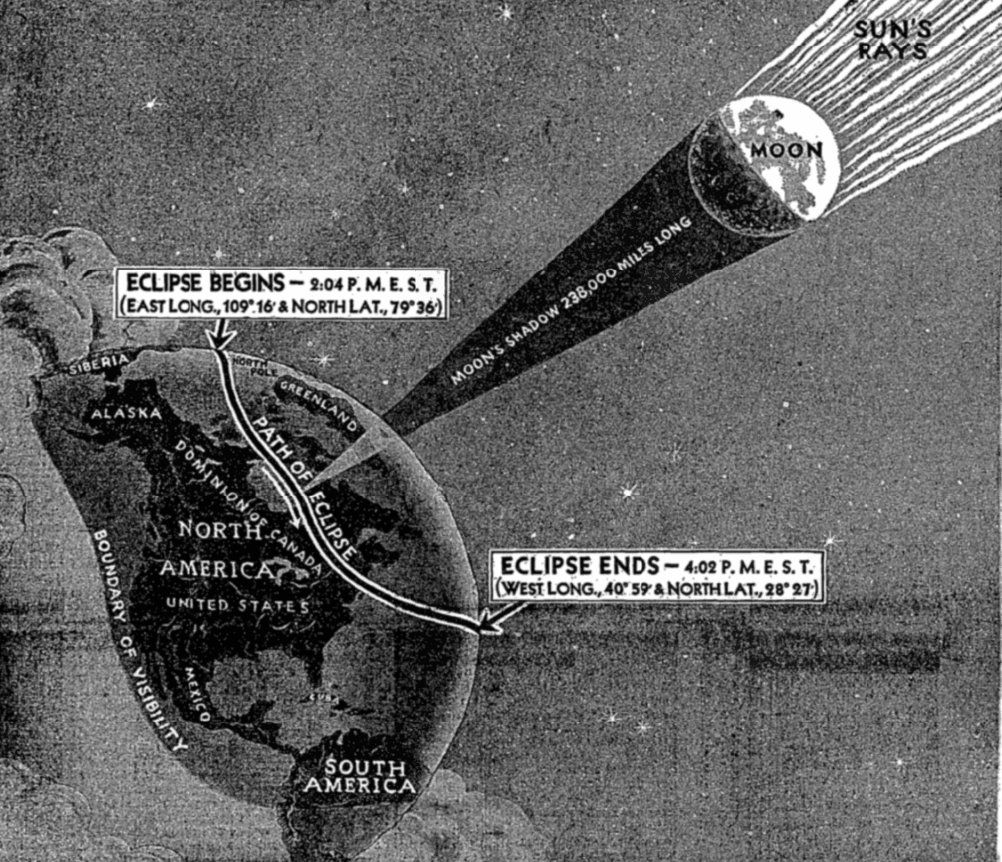 SUN'S
RAYS
MOON
MOON'S SHADOW 238,000 MILES LONG
ECLIPSE BEGINS — 2:04 P. M. E. S. T.
(EAST LONG., 109° 16' & NORTH LAT., 79° 36')
SIBERIA
NORTH
POLE
GREENLAND
ALASKA
PATH OF ECLIPSE
DOMINION OF CANADA
NORTH
AMERICA
UNITED STATES
ECLIPSE ENDS — 4:02 P. M. E. S. T.
(WEST LONG., 40° 59' & NORTH LAT., 28° 27')
BOUNDARY OF VISIBILITY
MEXICO
CUBA
SOUTH
AMERICA